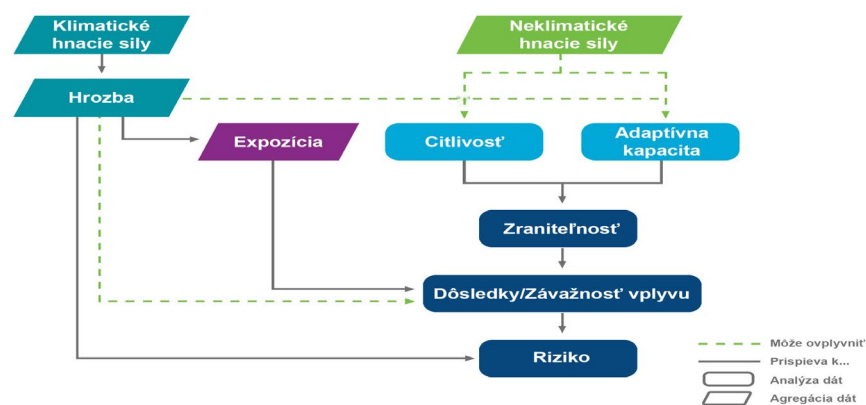 Klimatické
hnacie sily
Neklimatické
hnacie sily
Hrozba
Expozícia
Citlivosť
Adaptívna
kapacita
Zraniteľnosť
Dôsledky/Závažnosť vplyvu
Riziko
Môže ovplyvniť
Prispieva k...
Analýza dát
Agregácia dát